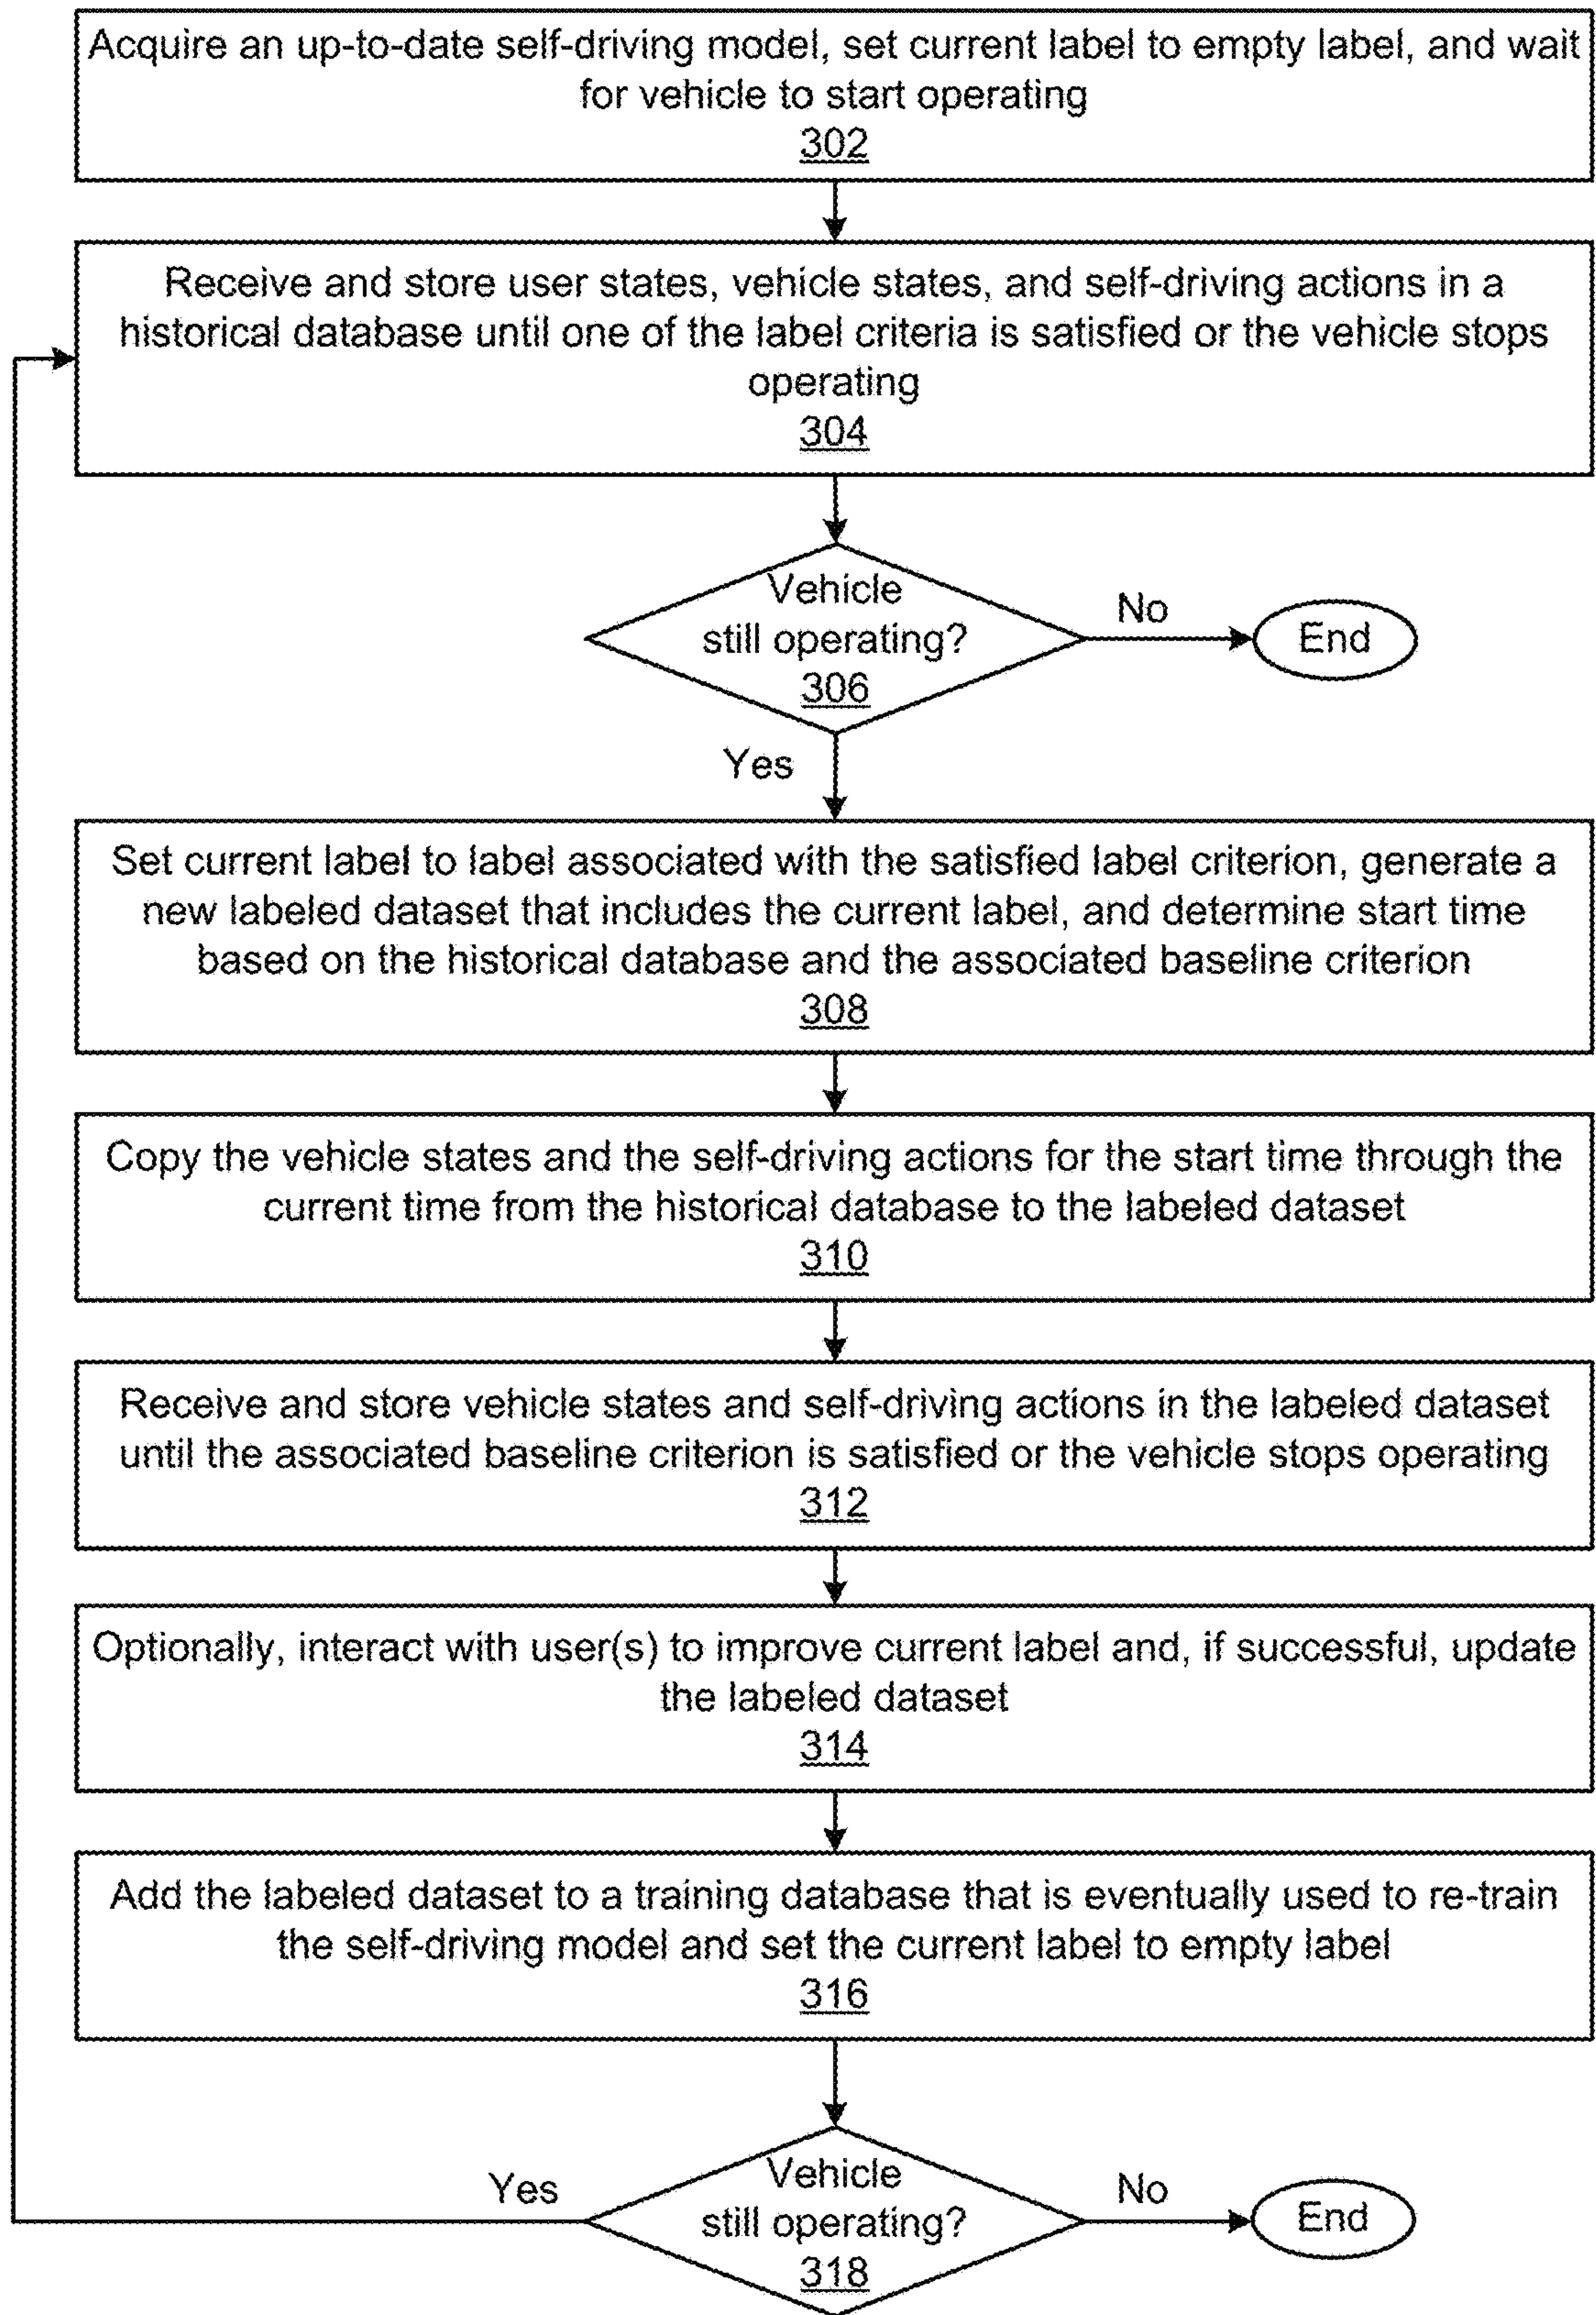 Acquire an up-to-date self-driving model, set current label to empty label, and wait
for vehicle to start operating
302
Receive and store user states, vehicle states, and self-driving actions in a
historical database until one of the label criteria is satisfied or the vehicle stops
operating
304
Vehicle
still operating?
306
No
End
Yes
Set current label to label associated with the satisfied label criterion, generate a
new labeled dataset that includes the current label, and determine start time
based on the historical database and the associated baseline criterion
308
Copy the vehicle states and the self-driving actions for the start time through the
current time from the historical database to the labeled dataset
310
Receive and store vehicle states and self-driving actions in the labeled dataset
until the associated baseline criterion is satisfied or the vehicle stops operating
312
Optionally, interact with user(s) to improve current label and, if successful, update
the labeled dataset
314
Add the labeled dataset to a training database that is eventually used to re-train
the self-driving model and set the current label to empty label
316
Yes
Vehicle
still operating?
318
No
End